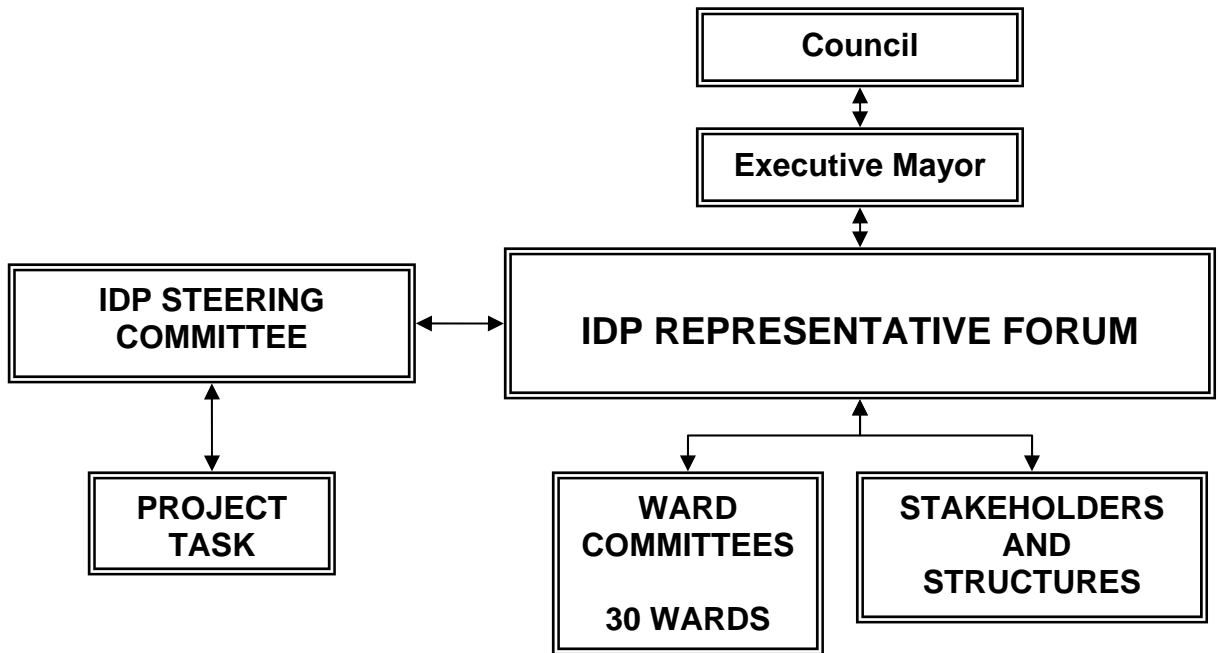 Council
Executive Mayor
IDP STEERING
COMMITTEE
IDP REPRESENTATIVE FORUM
PROJECT
TASK
WARD
COMMITTEES
30 WARDS
STAKEHOLDERS
AND
STRUCTURES